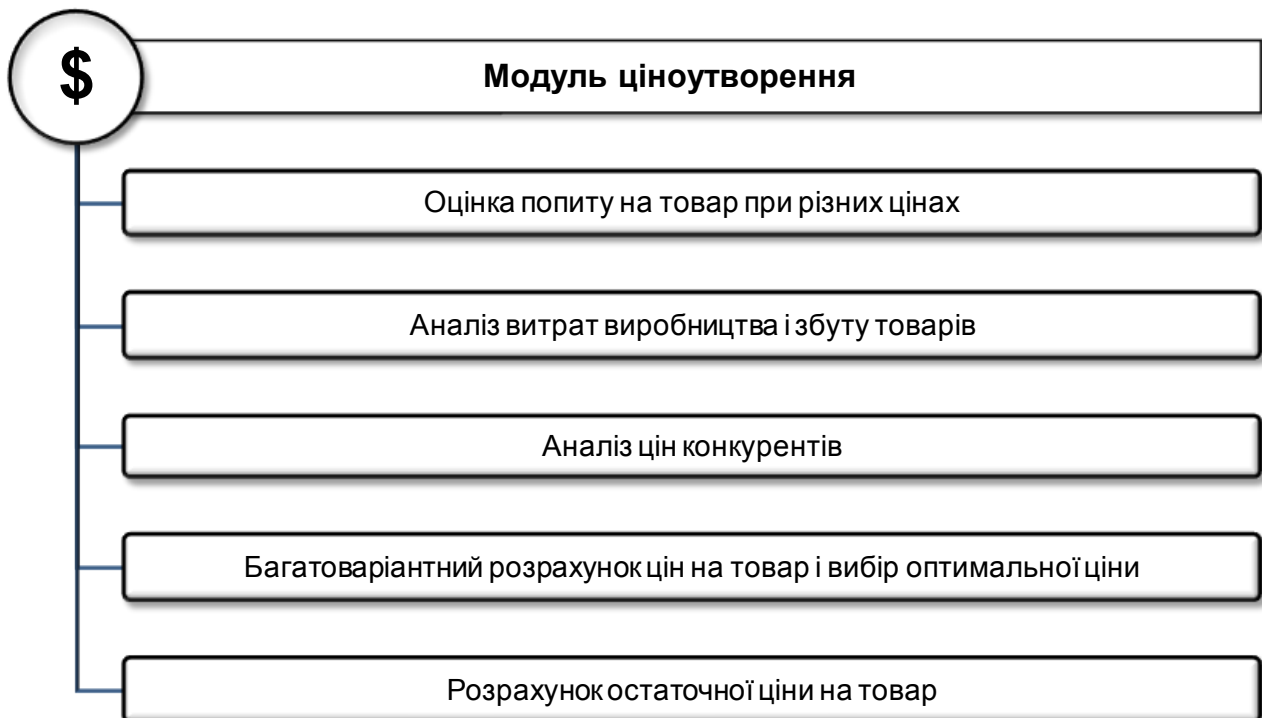 $
Модуль ціноутворення
Оцінка попиту на товар при різних цінах
Аналіз витрат виробництва і збуту товарів
Аналіз цін конкурентів
Багатоваріантний розрахунок цін на товар і вибір оптимальної ціни
Розрахунок остаточної ціни на товар